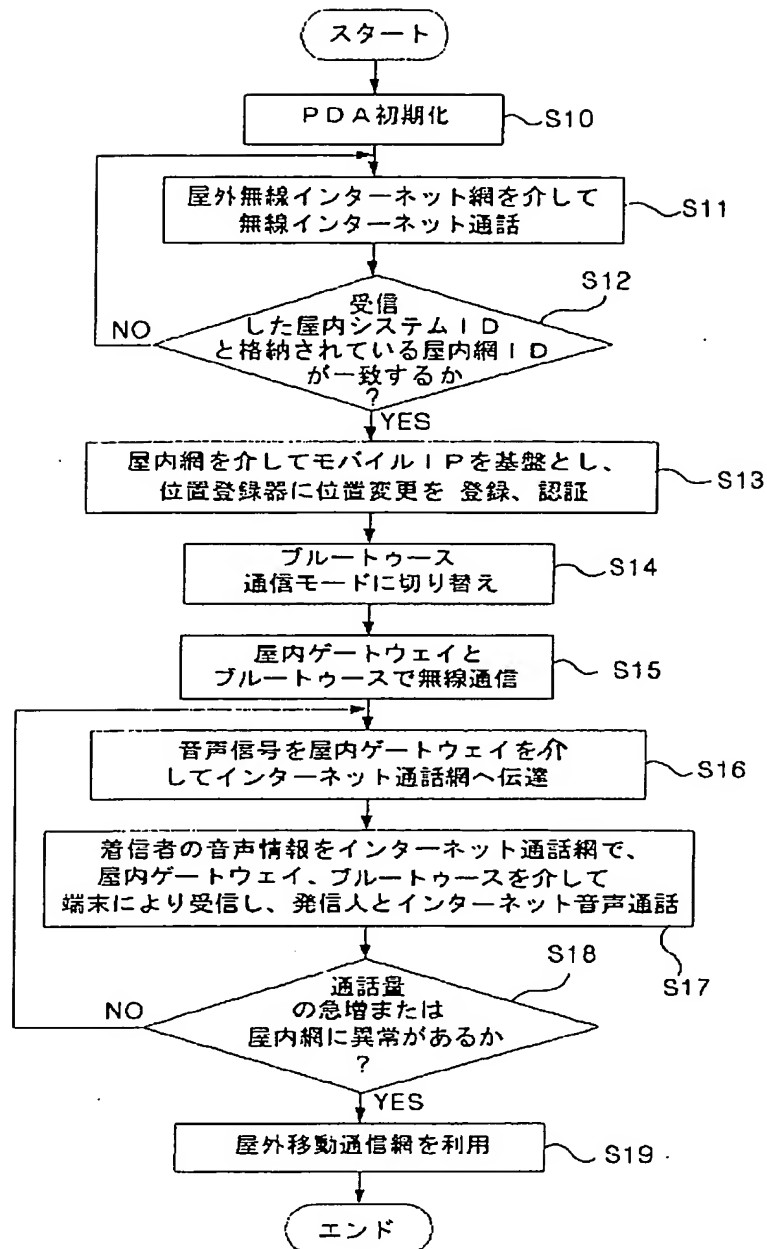 スタート
PDA初期化
S10
屋外無線インターネット網を介して
無線インターネット通話
S11
S12
受信
した屋内システムID
と格納されている屋内網ID
が一致するか
?
NO
YES
屋内網を介してモバイルIPを基盤とし、
位置登録器に位置変更を 登録、認証
S13
ブルートゥース
通信モードに切り替え
S14
屋内ゲートウェイと
ブルートゥースで無線通信
S15
音声信号を屋内ゲートウェイを介
してインターネット通話網へ伝達
S16
着信者の音声情報をインターネット通話網で、
屋内ゲートウェイ、ブルートゥースを介して
端末により受信し、発信人とインターネット音声通話
S17
S18
通話量
の急増または
屋内網に異常があるか
?
NO
YES
屋外移動通信網を利用
S19
エンド